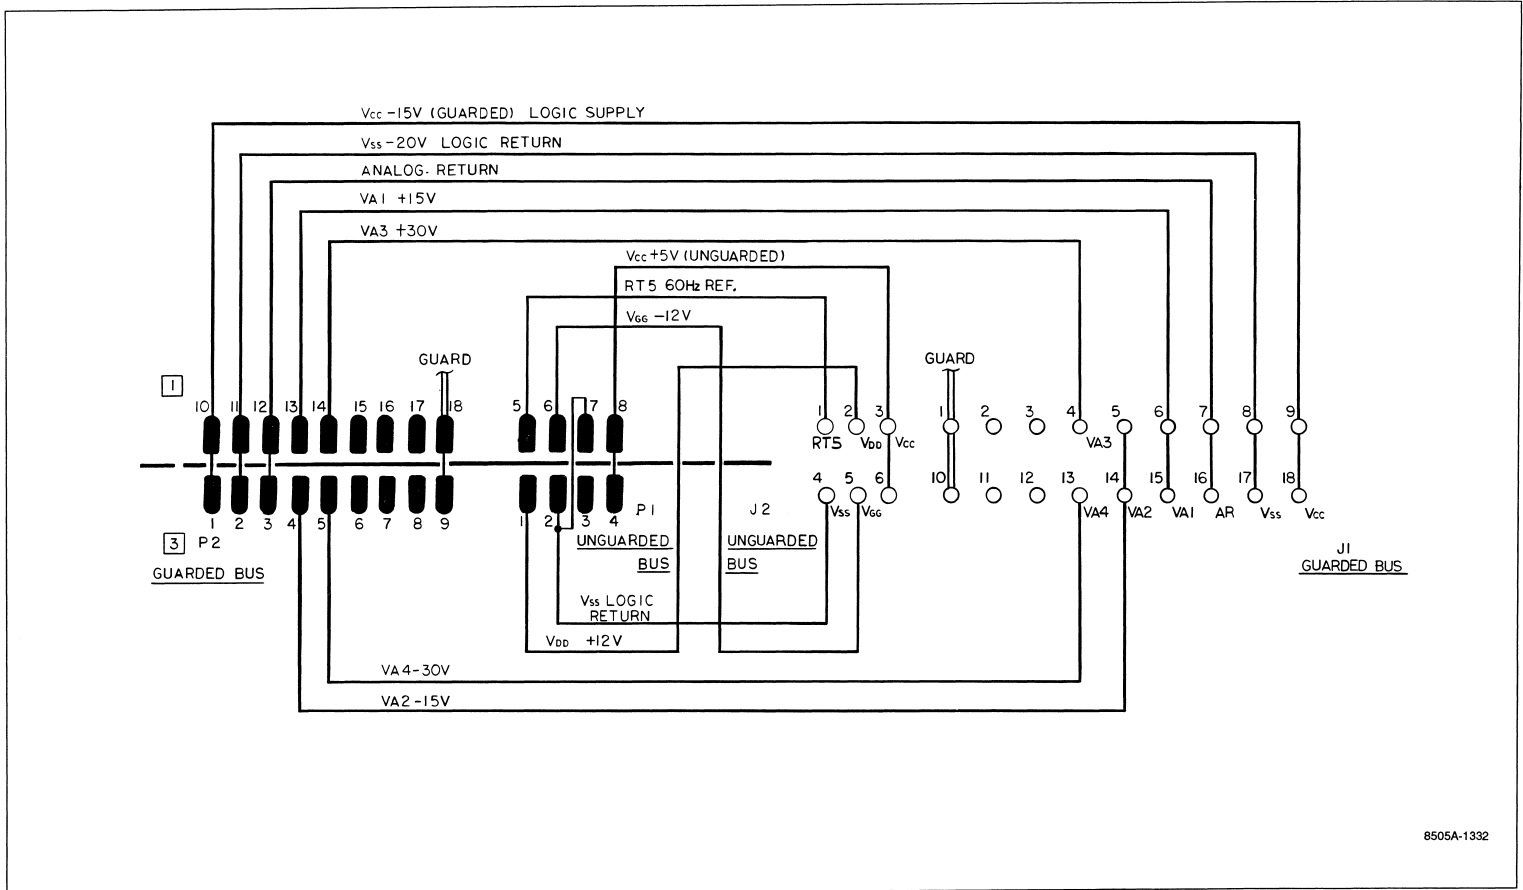 Vcc -15V (GUARDED) LOGIC SUPPLY
Vss -20V LOGIC RETURN
ANALOG- RETURN
VA1 +15V
VA3 +30V
Vcc +5V (UNGUARDED)
RT5 60Hz REF.
VGG -12V
GUARD
GUARD
1
10 11 12 13 14 15 16 17 18
5 6 7 8
1 2 3
1 2 3 4 5 6 7 8 9
RT5 VDD Vcc
VA3
4 5 6
10 11 12 13 14 15 16 17 18
Vss VGG
VA4 VA2 VA1 AR Vss Vcc
1 2 3 4 5 6 7 8 9
1 2 3 4
P1
J2
3 P2
GUARDED BUS
UNGUARDED
BUS
UNGUARDED
BUS
J1
GUARDED BUS
Vss LOGIC
RETURN
VDD +12V
VA4-30V
VA2-15V
8505A-1332